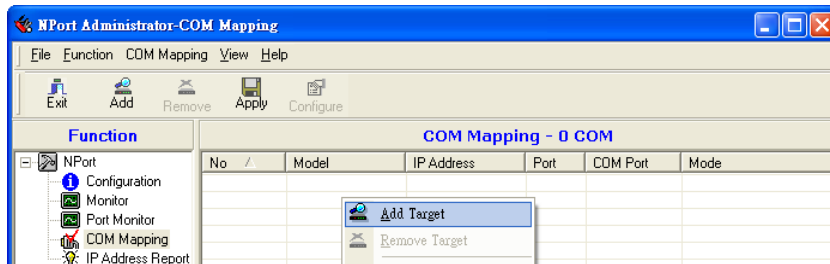 NPort Administrator-COM Mapping
File Function COM Mapping View Help
Exit Add Remove Apply Configure
Function
COM Mapping - 0 COM
No Model IP Address Port COM Port Mode
NPort
Configuration
Monitor
Port Monitor
COM Mapping
IP Address Report
Add Target
Remove Target